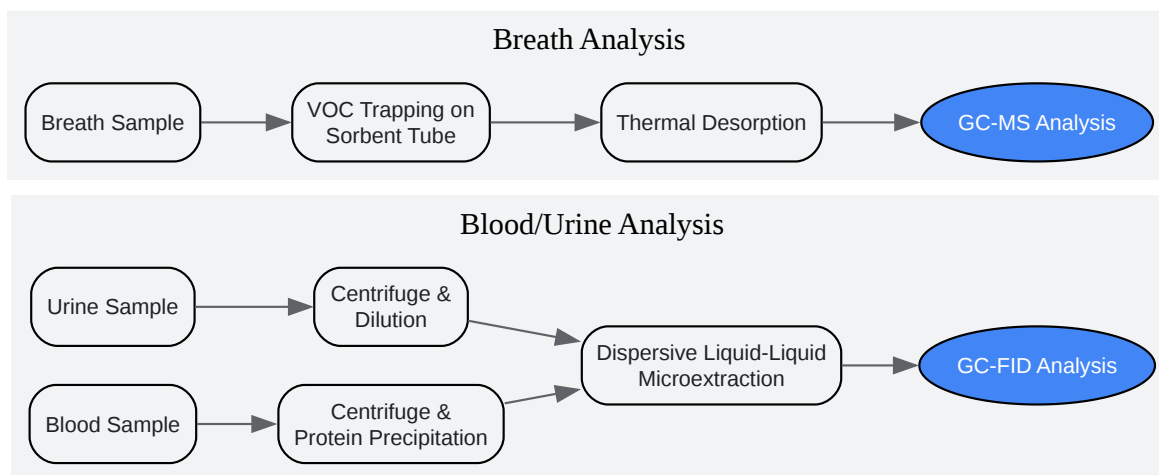 Breath Analysis
Breath Sample
VOC Trapping on
Sorbent Tube
Thermal Desorption
GC-MS Analysis
Blood/Urine Analysis
Urine Sample
Centrifuge &
Dilution
Blood Sample
Centrifuge &
Protein Precipitation
Dispersive Liquid-Liquid
Microextraction
GC-FID Analysis